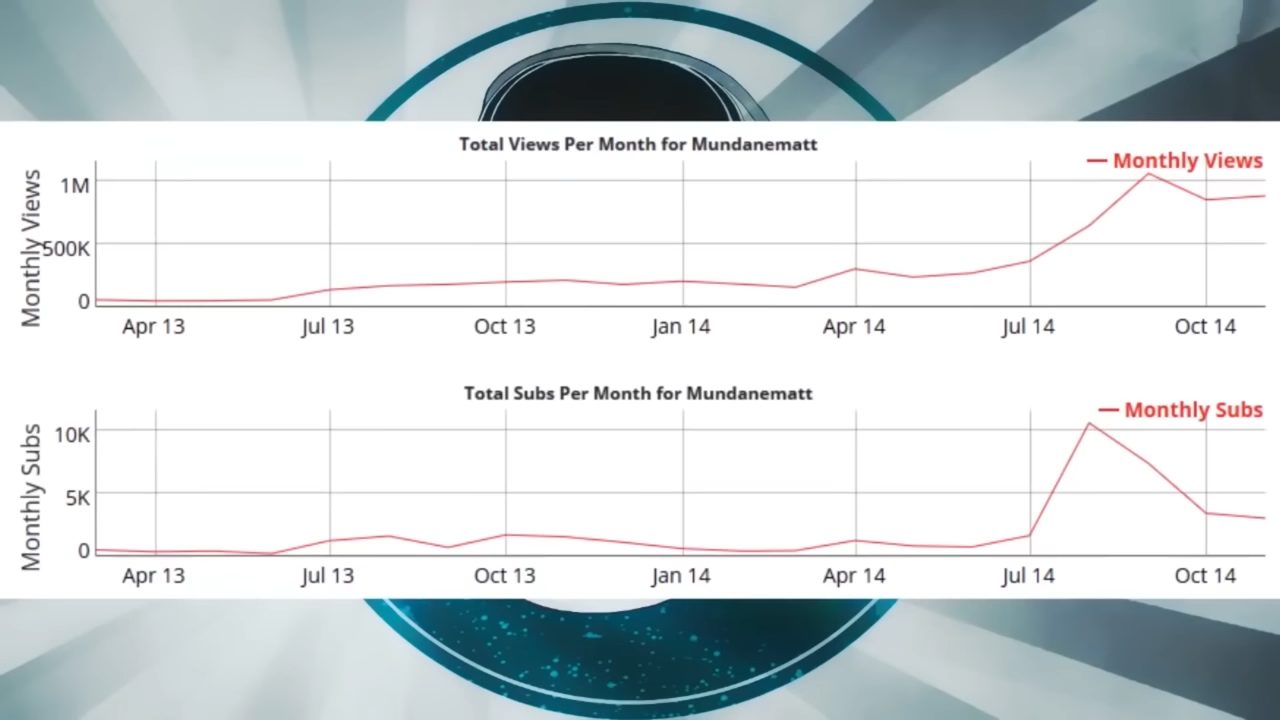 Total Views Per Month for Mundanematt
Monthly Views
Monthly Views
1M
500K
0
Apr 13 Jul 13 Oct 13 Jan 14 Apr 14 Jul 14 Oct 14
Total Subs Per Month for Mundanematt
Monthly Subs
Monthly Subs
10K
5K
0
Apr 13 Jul 13 Oct 13 Jan 14 Apr 14 Jul 14 Oct 14